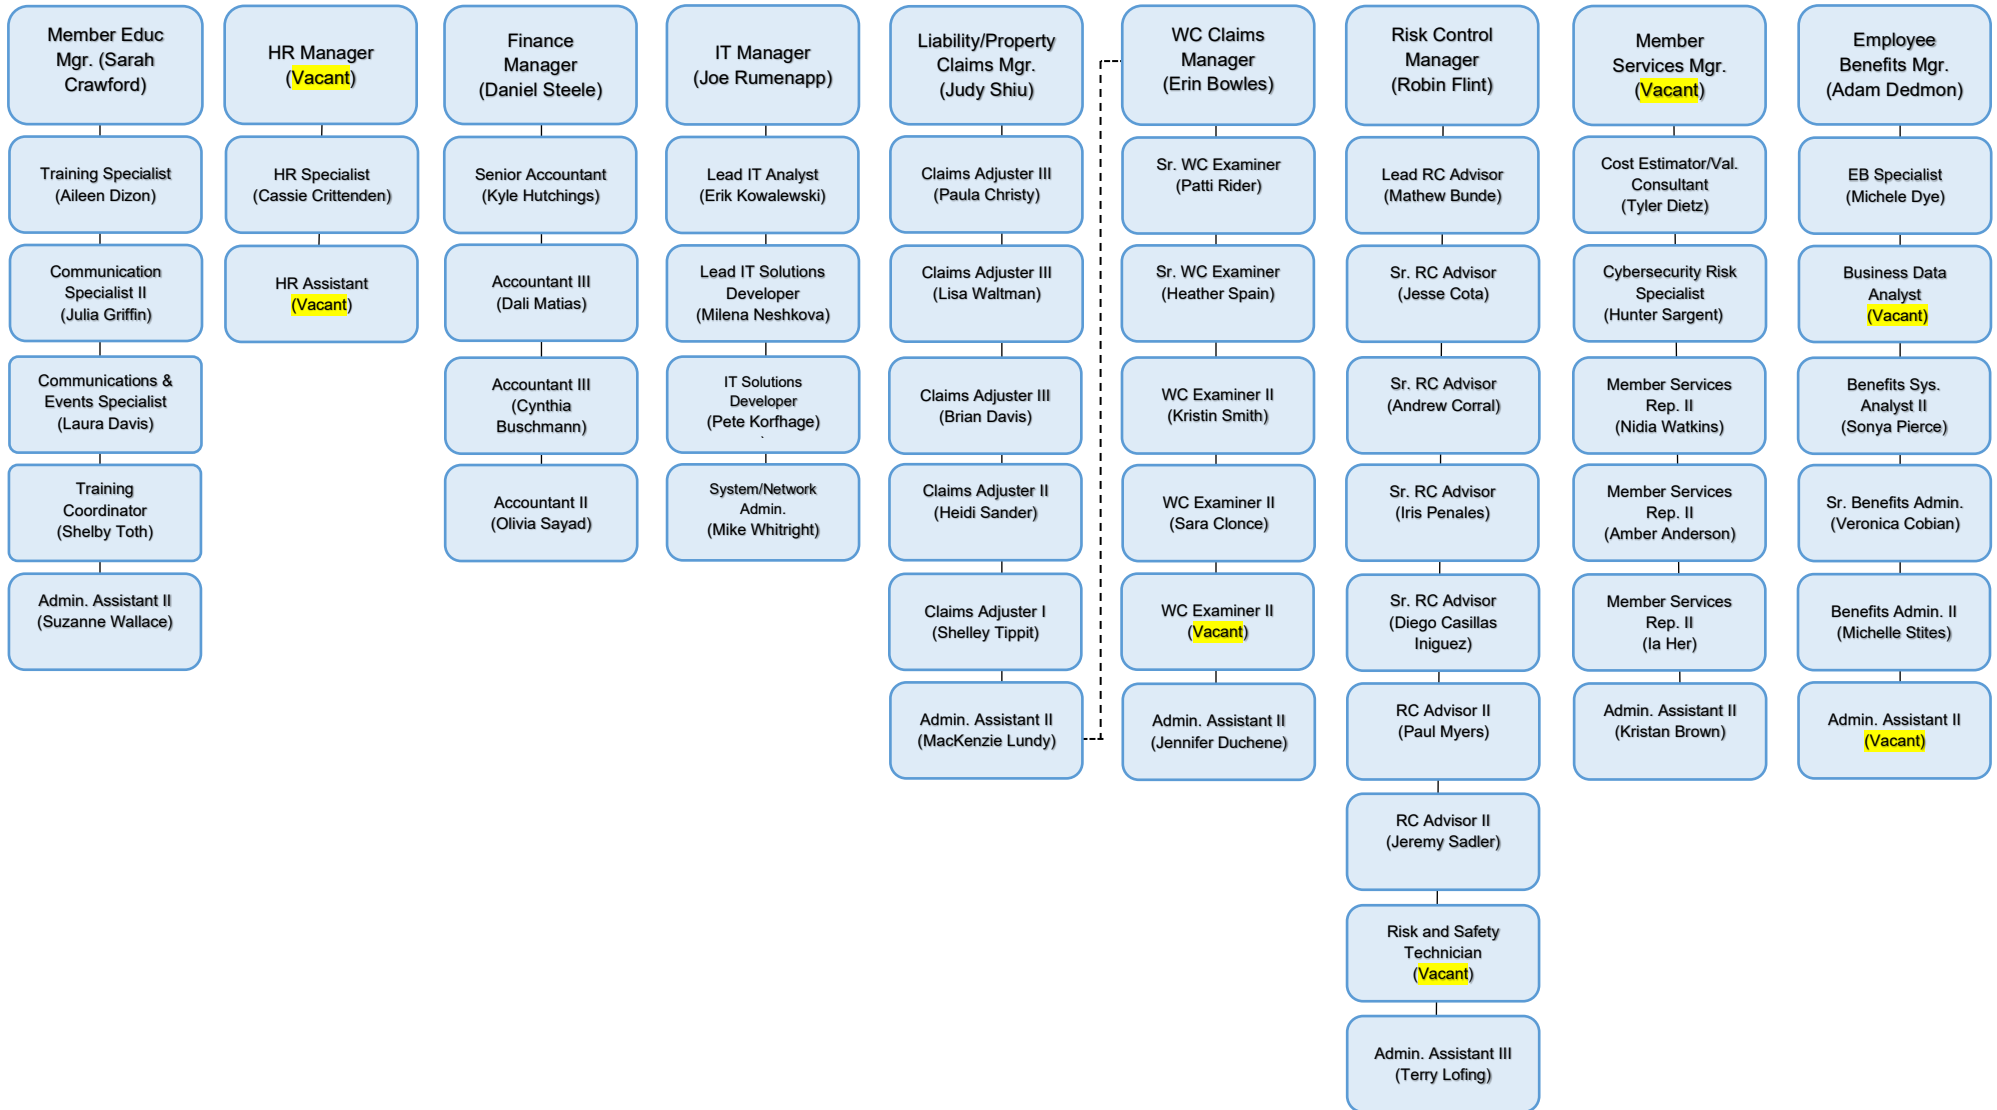 Member Educ
Mgr. (Sarah
Crawford)
Training Specialist
(Aileen Dizon)
Communication
Specialist II
(Julia Griffin)
Communications &
Events Specialist
(Laura Davis)
Training
Coordinator
(Shelby Toth)
Admin. Assistant II
(Suzanne Wallace)
HR Manager
(Vacant)
HR Specialist
(Cassie Crittenden)
HR Assistant
(Vacant)
Finance
Manager
(Daniel Steele)
Senior Accountant
(Kyle Hutchings)
Accountant III
(Dali Matias)
Accountant III
(Cynthia
Buschmann)
Accountant II
(Olivia Sayad)
IT Manager
(Joe Rumenapp)
Lead IT Analyst
(Erik Kowalewski)
Lead IT Solutions
Developer
(Milena Neshkova)
IT Solutions
Developer
(Pete Korfhage)
System/Network
Admin.
(Mike Whitright)
Liability/Property
Claims Mgr.
(Judy Shiu)
Claims Adjuster III
(Paula Christy)
Claims Adjuster III
(Lisa Waltman)
Claims Adjuster III
(Brian Davis)
Claims Adjuster II
(Heidi Sander)
Claims Adjuster I
(Shelley Tippit)
Admin. Assistant II
(MacKenzie Lundy)
WC Claims
Manager
(Erin Bowles)
Sr. WC Examiner
(Patti Rider)
Sr. WC Examiner
(Heather Spain)
WC Examiner II
(Kristin Smith)
WC Examiner II
(Sara Clonce)
WC Examiner II
(Vacant)
Admin. Assistant II
(Jennifer Duchene)
Risk Control
Manager
(Robin Flint)
Lead RC Advisor
(Mathew Bunde)
Sr. RC Advisor
(Jesse Cota)
Sr. RC Advisor
(Andrew Corral)
Sr. RC Advisor
(Iris Penales)
Sr. RC Advisor
(Diego Casillas
Iniguez)
RC Advisor II
(Paul Myers)
RC Advisor II
(Jeremy Sadler)
Risk and Safety
Technician
(Vacant)
Admin. Assistant III
(Terry Lofing)
Member
Services Mgr.
(Vacant)
Cost Estimator/Val.
Consultant
(Tyler Dietz)
Cybersecurity Risk
Specialist
(Hunter Sargent)
Member Services
Rep. II
(Nidia Watkins)
Member Services
Rep. II
(Amber Anderson)
Member Services
Rep. II
(Ia Her)
Admin. Assistant II
(Kristan Brown)
Employee
Benefits Mgr.
(Adam Dedmon)
EB Specialist
(Michele Dye)
Business Data
Analyst
(Vacant)
Benefits Sys.
Analyst II
(Sonya Pierce)
Sr. Benefits Admin.
(Veronica Cobian)
Benefits Admin. II
(Michelle Stites)
Admin. Assistant II
(Vacant)